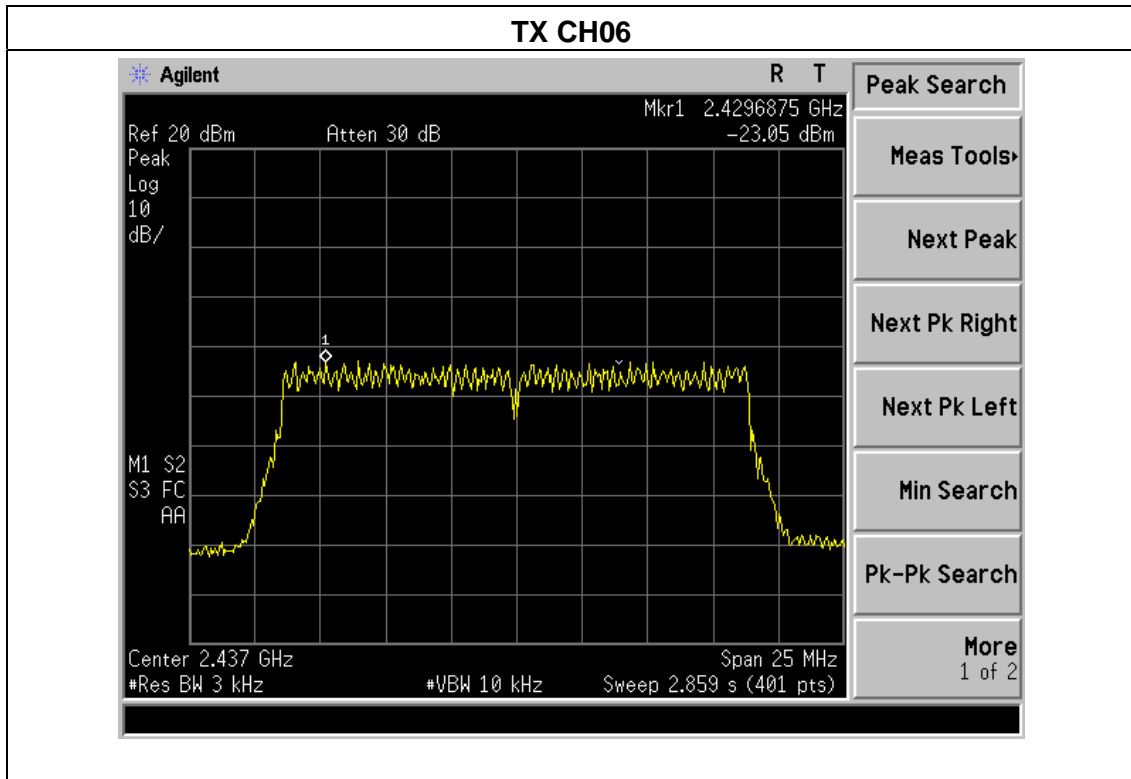 TX CH06
Agilent R T
Peak Search
Mkr1 2.4296875 GHz
Ref 20 dBm Atten 30 dB -23.05 dBm
Peak
Log
10
dB/
1
M1 S2
S3 FC
AA
Center 2.437 GHz Span 25 MHz
#Res BW 3 kHz #VBW 10 kHz Sweep 2.859 s (401 pts)
Meas Tools
Next Peak
Next Pk Right
Next Pk Left
Min Search
Pk-Pk Search
More
1 of 2